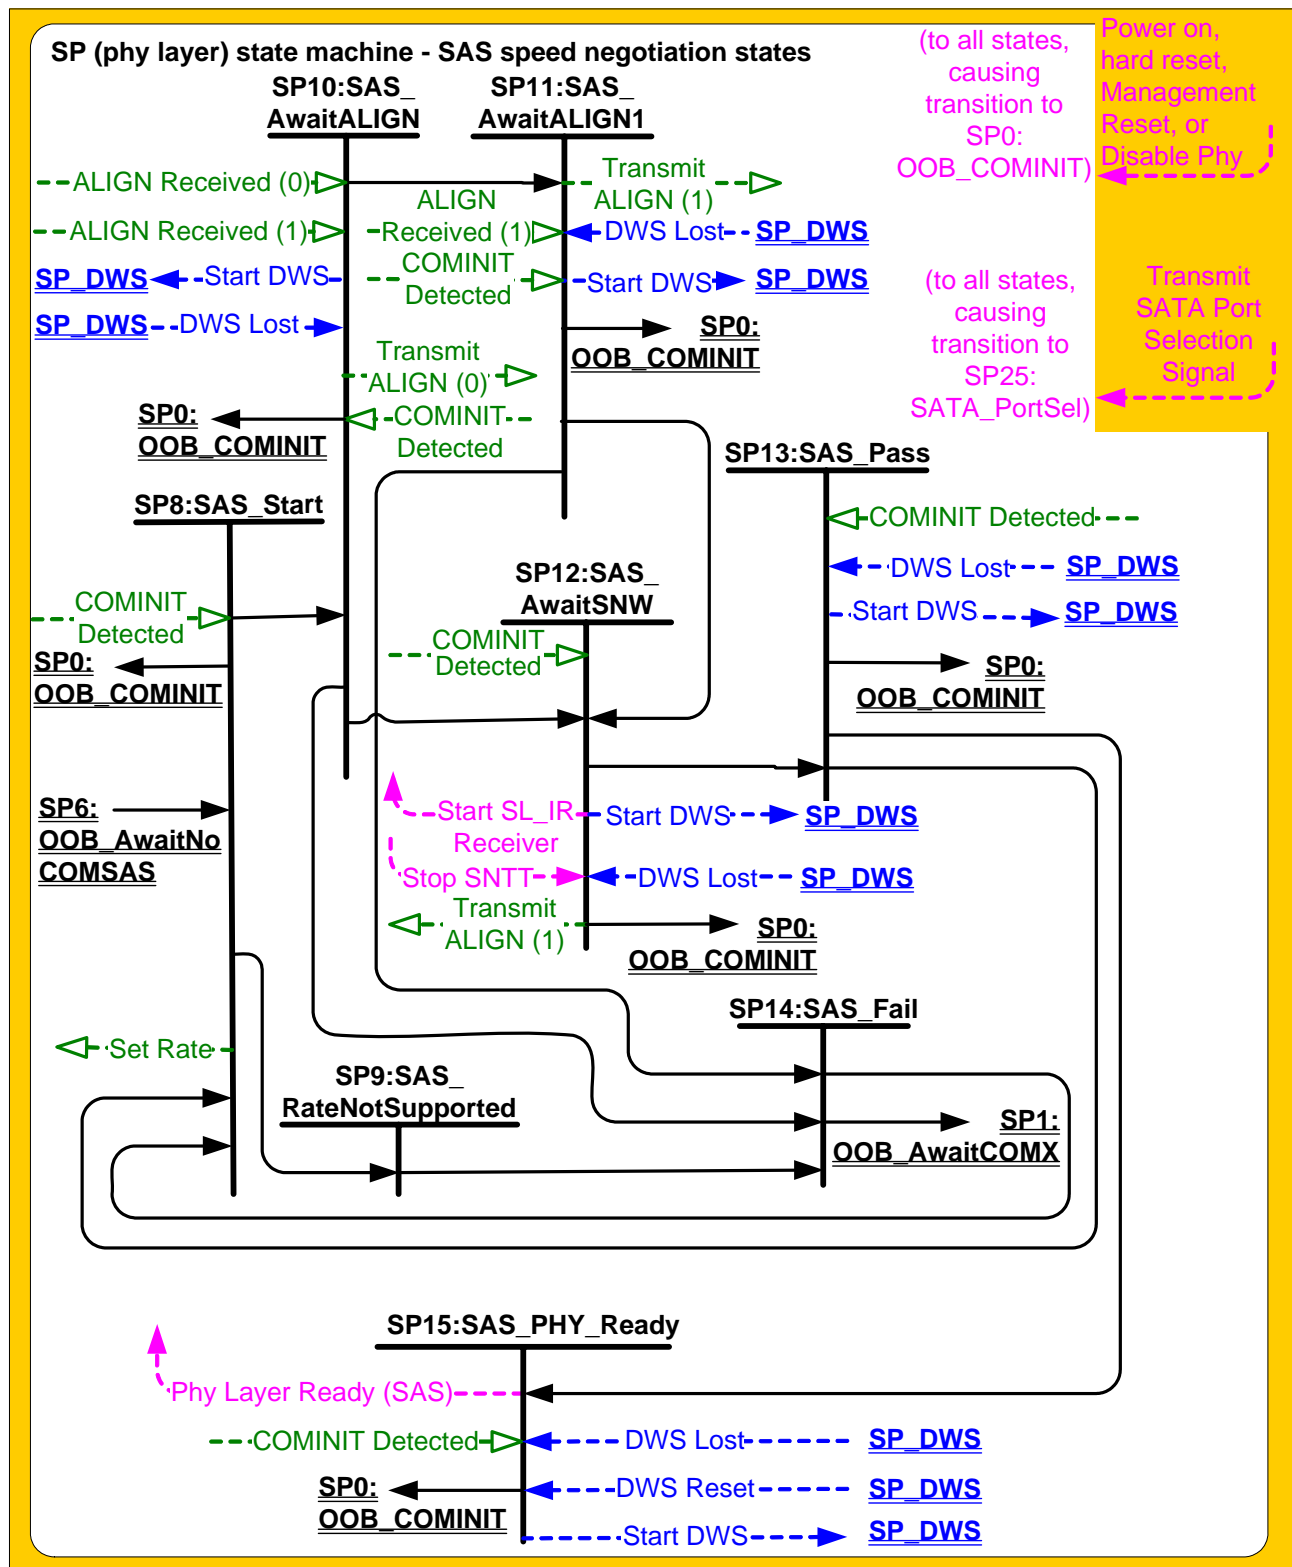 SP (phy layer) state machine - SAS speed negotiation states
(to all states,
causing
transition to
SP0:
OOB_COMINIT)
Power on,
hard reset,
Management
Reset, or
Disable Phy
SP10:SAS_
AwaitALIGN
SP11:SAS_
AwaitALIGN1
ALIGN Received (0)
ALIGN Received (1)
SP_DWS
Start DWS
SP_DWS
DWS Lost
ALIGN
Received (1)
COMINIT
Detected
Transmit
ALIGN (1)
DWS Lost
SP_DWS
Start DWS
SP_DWS
SP0:
OOB_COMINIT
Transmit
ALIGN (0)
COMINIT
Detected
SP0:
OOB_COMINIT
(to all states,
causing
transition to
SP25:
SATA_PortSel)
Transmit
SATA Port
Selection
Signal
SP13:SAS_Pass
COMINIT Detected
DWS Lost
SP_DWS
Start DWS
SP_DWS
SP0:
OOB_COMINIT
SP8:SAS_Start
COMINIT
Detected
SP0:
OOB_COMINIT
SP6:
OOB_AwaitNo
COMSAS
Set Rate
SP12:SAS_
AwaitSNW
COMINIT
Detected
Start SL_IR
Receiver
Stop SNTT
Transmit
ALIGN (1)
Start DWS
SP_DWS
DWS Lost
SP_DWS
SP0:
OOB_COMINIT
SP14:SAS_Fail
SP1:
OOB_AwaitCOMX
SP9:SAS_
RateNotSupported
SP15:SAS_PHY_Ready
Phy Layer Ready (SAS)
COMINIT Detected
SP0:
OOB_COMINIT
DWS Lost
SP_DWS
DWS Reset
SP_DWS
Start DWS
SP_DWS